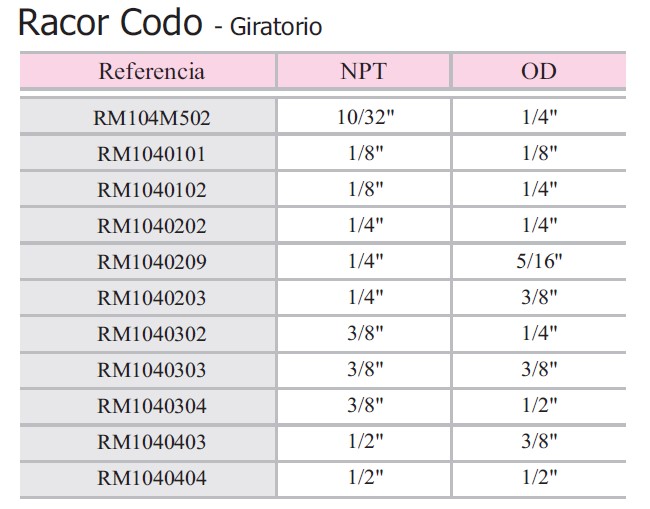 Racor Codo - Giratorio
Referencia NPT OD
RM104M502 10/32" 1/4"
RM1040101 1/8" 1/8"
RM1040102 1/8" 1/4"
RM1040202 1/4" 1/4"
RM1040209 1/4" 5/16"
RM1040203 1/4" 3/8"
RM1040302 3/8" 1/4"
RM1040303 3/8" 3/8"
RM1040304 3/8" 1/2"
RM1040403 1/2" 3/8"
RM1040404 1/2" 1/2"